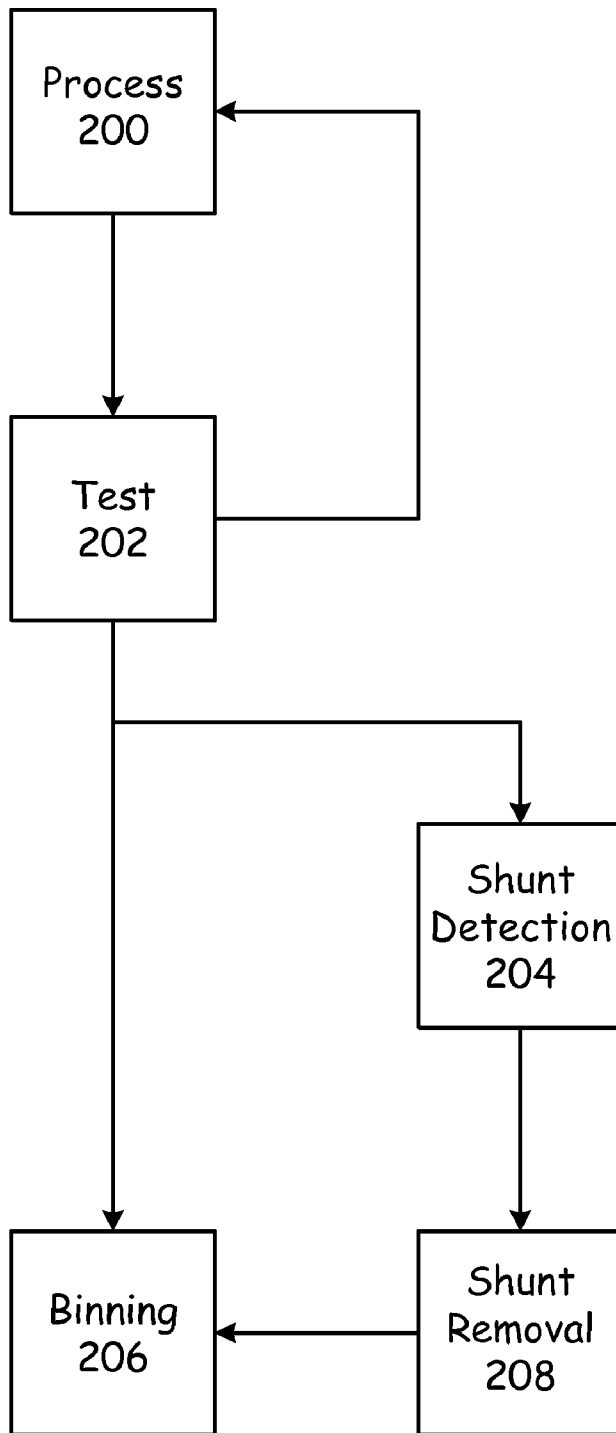 Process
200
Test
202
Shunt
Detection
204
Binning
206
Shunt
Removal
208